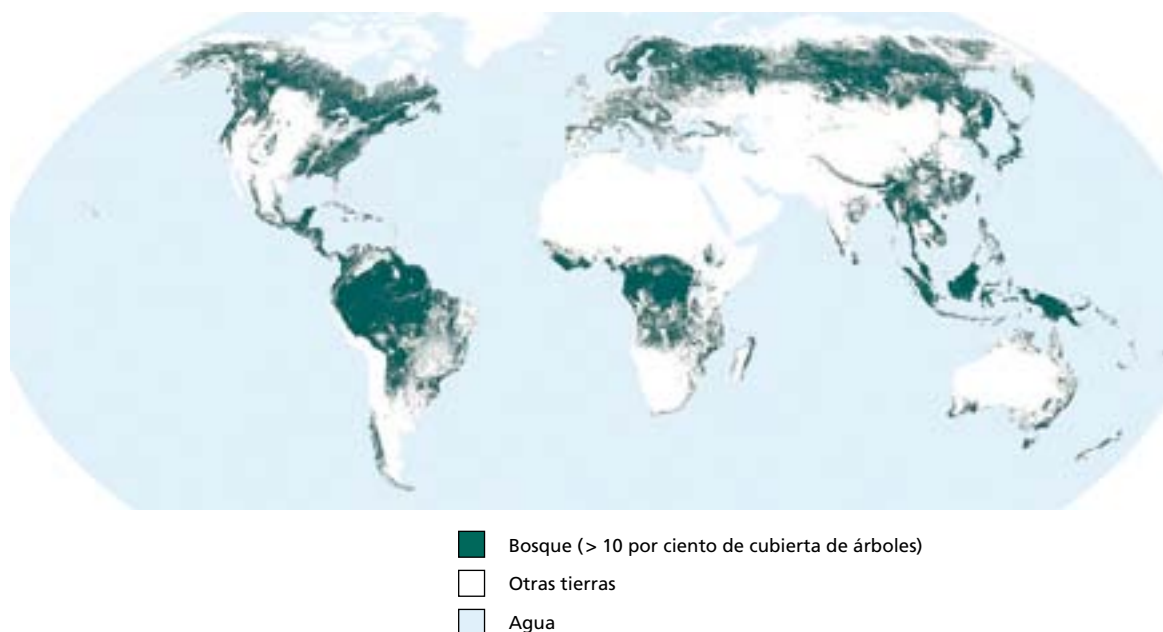 Bosque (> 10 por ciento de cubierta de árboles)
Otras tierras
Agua